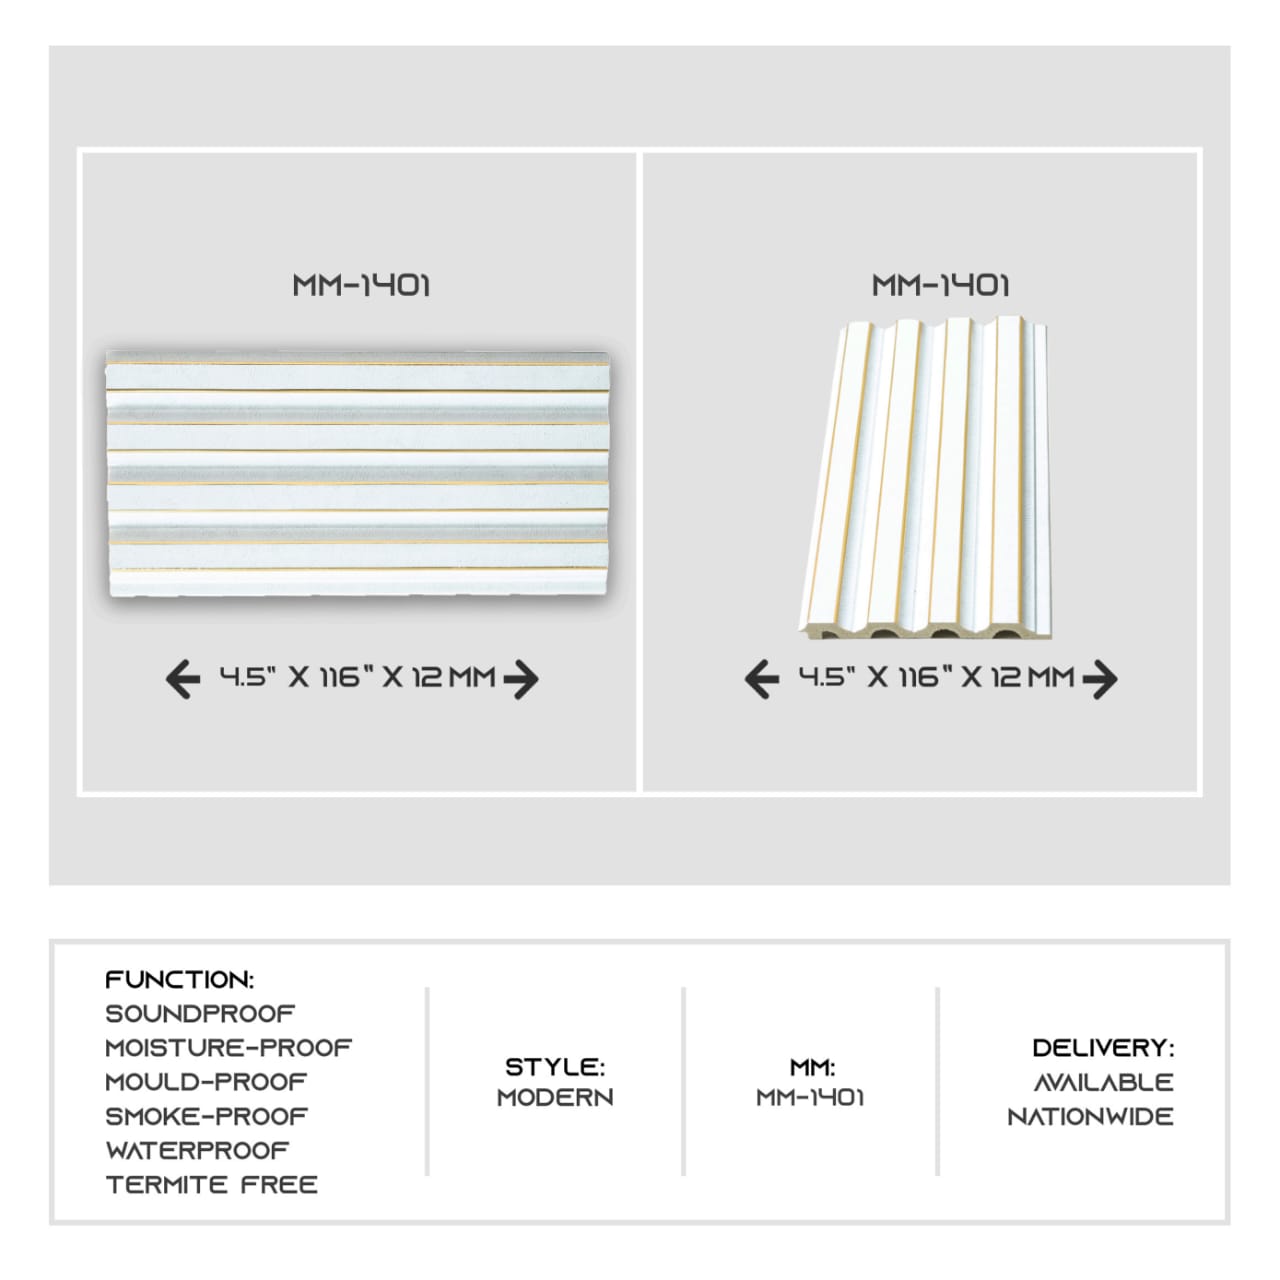 MM-1401
4.5" X 116" X 12 MM
MM-1401
4.5" X 116" X 12 MM
FUNCTION:
SOUNDPROOF
MOISTURE-PROOF
MOULD-PROOF
SMOKE-PROOF
WATERPROOF
TERMITE FREE
STYLE:
MODERN
MM:
MM-1401
DELIVERY:
AVAILABLE
NATIONWIDE